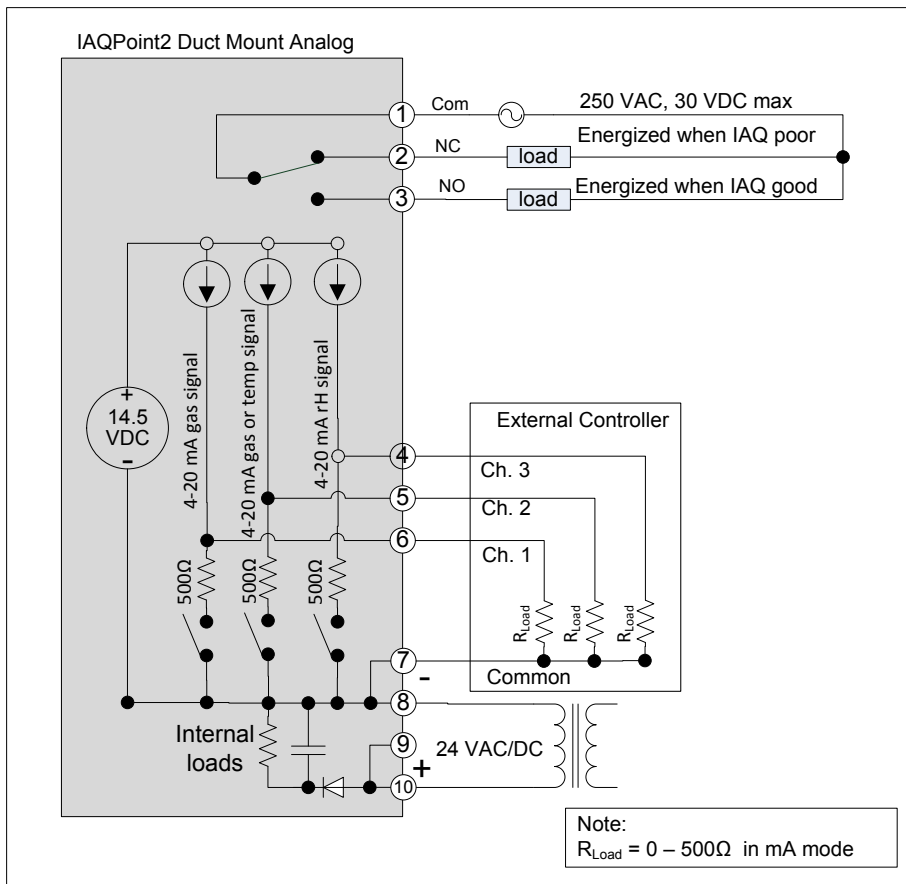 IAQPoint2 Duct Mount Analog
1
Com
250 VAC, 30 VDC max
2
NC
load
Energized when IAQ poor
3
NO
load
Energized when IAQ good
+
14.5
VDC
-
4-20 mA gas signal
4-20 mA gas or temp signal
4-20 mA rH signal
External Controller
4
Ch. 3
5
Ch. 2
6
Ch. 1
500Ω
500Ω
500Ω
RLoad
RLoad
RLoad
7
-
Common
8
Internal
loads
9
+
24 VAC/DC
10
Note:
RLoad = 0 – 500Ω in mA mode